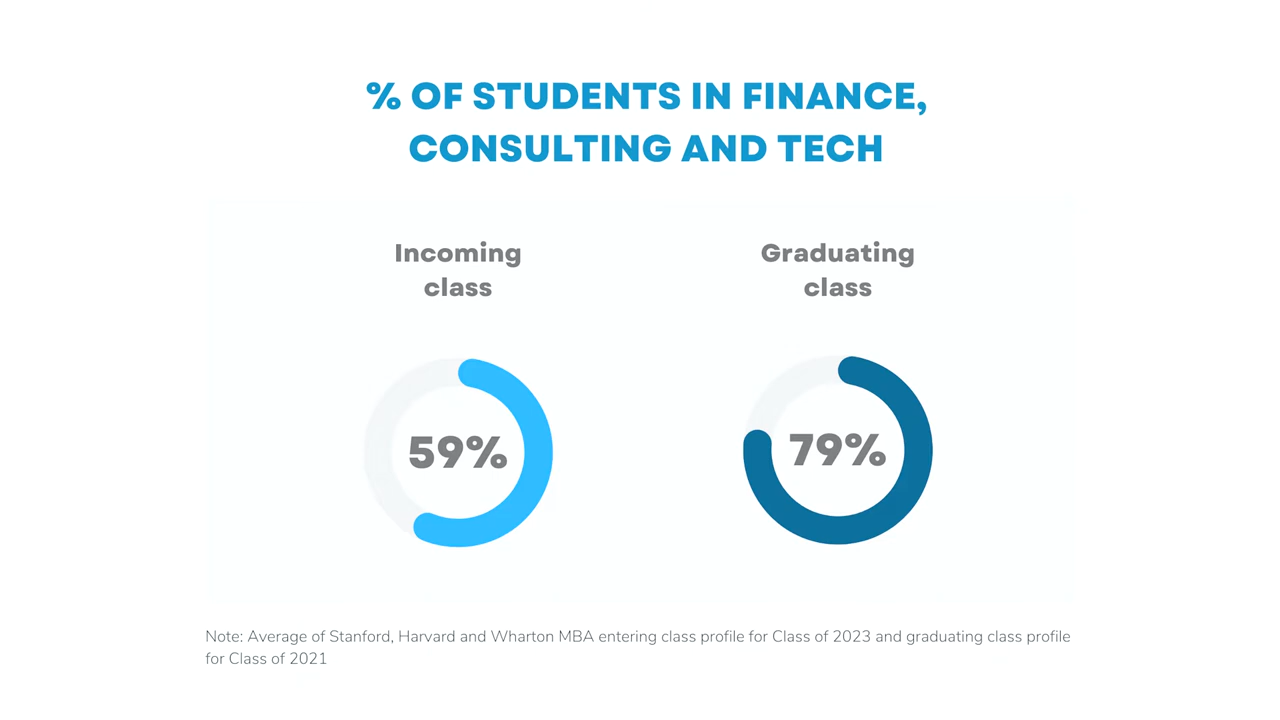 % OF STUDENTS IN FINANCE,
CONSULTING AND TECH
Incoming
class
Graduating
class
59%
79%
Note: Average of Stanford, Harvard and Wharton MBA entering class profile for Class of 2023 and graduating class profile
for Class of 2021